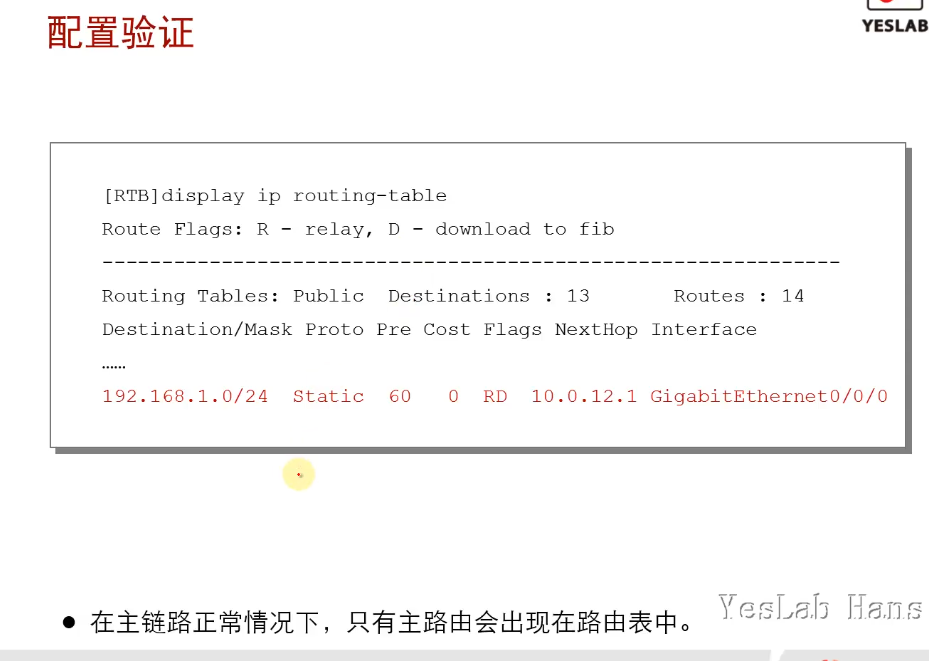 配置验证
YESLAB
[RTB]display ip routing-table
Route Flags: R - relay, D - download to fib
--------------------------------------------------------------
Routing Tables: Public  Destinations : 13       Routes : 14
Destination/Mask Proto Pre Cost Flags NextHop Interface
……
192.168.1.0/24  Static  60   0  RD  10.0.12.1 GigabitEthernet0/0/0
● 在主链路正常情况下，只有主路由会出现在路由表中。
YesLab Hans